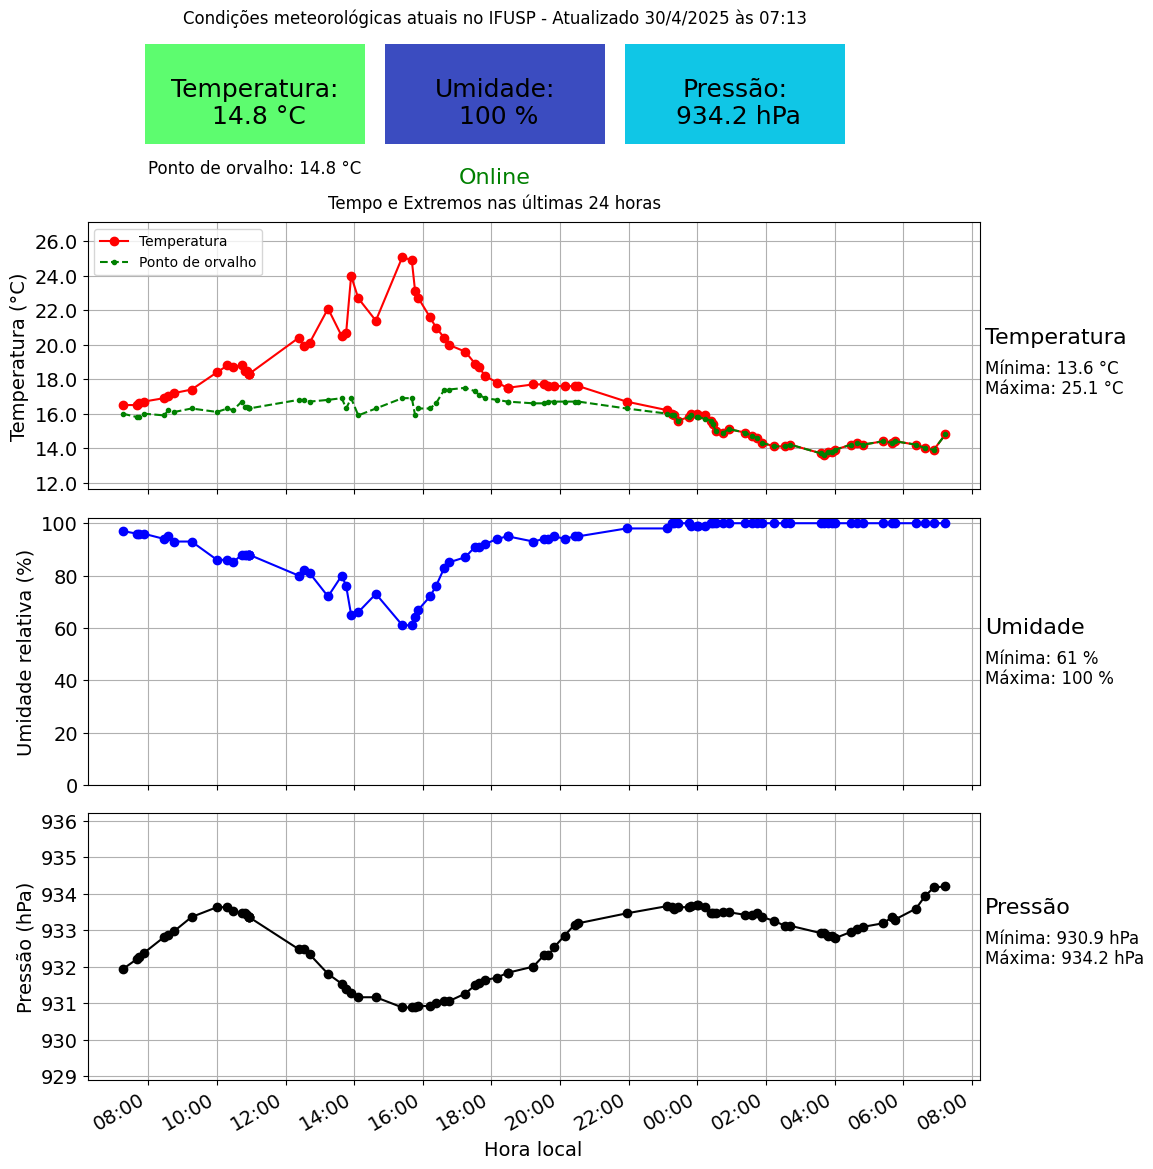 Condições meteorológicas atuais no IFUSP - Atualizado 30/4/2025 às 07:13
Temperatura:
14.8 °C
Umidade:
100 %
Pressão:
934.2 hPa
Ponto de orvalho: 14.8 °C
Online
Tempo e Extremos nas últimas 24 horas
Temperatura (°C)
26.0
24.0
22.0
20.0
18.0
16.0
14.0
12.0
Temperatura
Ponto de orvalho
Temperatura
Mínima: 13.6 °C
Máxima: 25.1 °C
Umidade relativa (%)
100
80
60
40
20
0
Umidade
Mínima: 61 %
Máxima: 100 %
Pressão (hPa)
936
935
934
933
932
931
930
929
Pressão
Mínima: 930.9 hPa
Máxima: 934.2 hPa
08:00
10:00
12:00
14:00
16:00
18:00
20:00
22:00
00:00
02:00
04:00
06:00
08:00
Hora local